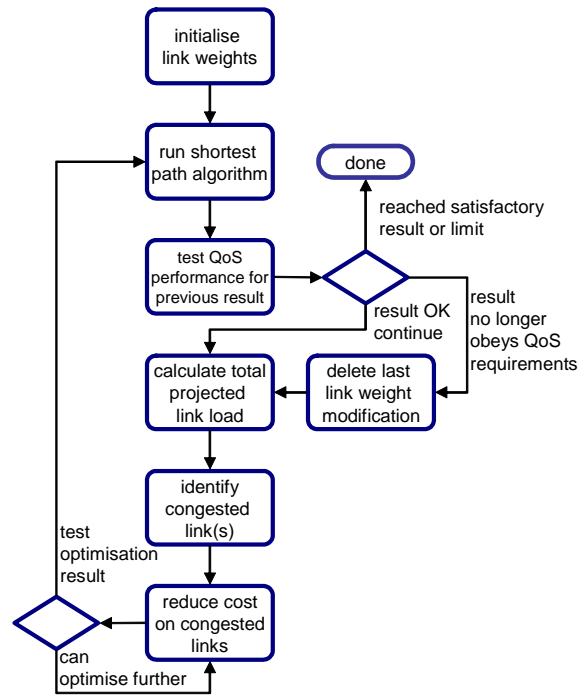 initialise
link weights
run shortest
path algorithm
done
reached satisfactory
result or limit
test QoS
performance for
previous result
result OK
continue
result
no longer
obeys QoS
requirements
calculate total
projected
link load
delete last
link weight
modification
identify
congested
link(s)
test
optimisation
result
reduce cost
on congested
links
can
optimise further